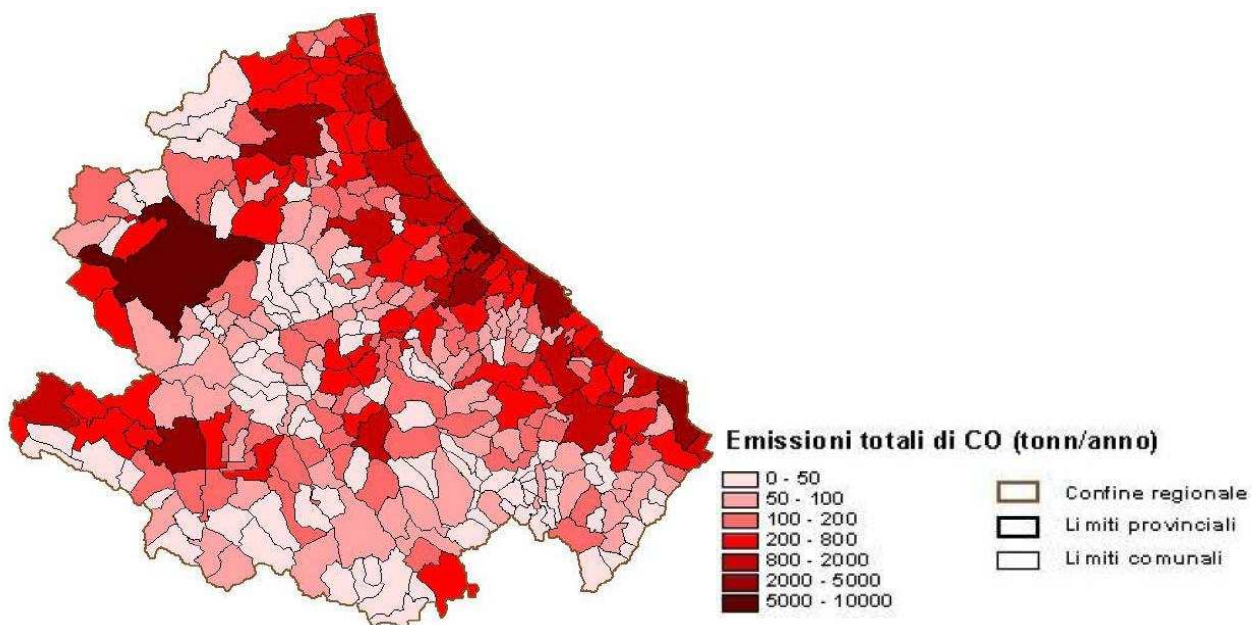 Emissioni totali di CO (tonn/anno)
0 - 50
50 - 100
100 - 200
200 - 800
800 - 2000
2000 - 5000
5000 - 10000
Confine regionale
Limiti provinciali
Limiti comunali